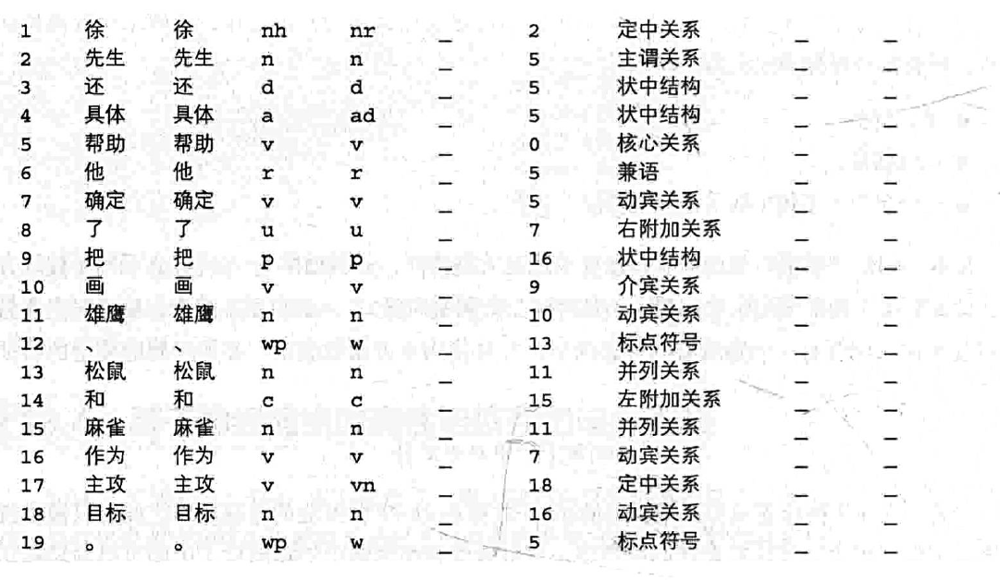 1 徐 徐 nh nr _ 2 定中关系 _ _
2 先生 先生 n n _ 5 主谓关系 _ _
3 还 还 d d _ 5 状中结构 _ _
4 具体 具体 a ad _ 5 状中结构 _ _
5 帮助 帮助 v v _ 0 核心关系 _ _
6 他 他 r r _ 5 兼语 _ _
7 确定 确定 v v _ 5 动宾关系 _ _
8 了 了 u u _ 7 右附加关系 _ _
9 把 把 p p _ 16 状中结构 _ _
10 画 画 v v _ 9 介宾关系 _ _
11 雄鹰 雄鹰 n n _ 10 动宾关系 _ _
12 、 、 wp w _ 13 标点符号 _ _
13 松鼠 松鼠 n n _ 11 并列关系 _ _
14 和 和 c c _ 15 左附加关系 _ _
15 麻雀 麻雀 n n _ 11 并列关系 _ _
16 作为 作为 v v _ 7 动宾关系 _ _
17 主攻 主攻 v vn _ 18 定中关系 _ _
18 目标 目标 n n _ 16 动宾关系 _ _
19 。 。 wp w _ 5 标点符号 _ _